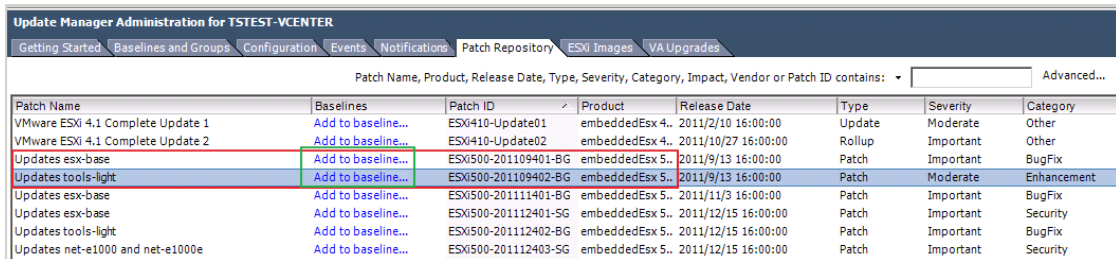 Update Manager Administration for TSTEST-VCENTER
Getting Started Baselines and Groups Configuration Events Notifications Patch Repository ESXi Images VA Upgrades
Patch Name, Product, Release Date, Type, Severity, Category, Impact, Vendor or Patch ID contains: Advanced...
Patch Name Baselines Patch ID Product Release Date Type Severity Category
VMware ESXi 4.1 Complete Update 1 Add to baseline... ESXi410-Update01 embeddedEsx 4.. 2011/2/10 16:00:00 Update Moderate Other
VMware ESXi 4.1 Complete Update 2 Add to baseline... ESXi410-Update02 embeddedEsx 4.. 2011/10/27 16:00:00 Rollup Important Other
Updates esx-base Add to baseline... ESXi500-201109401-BG embeddedEsx 5.. 2011/9/13 16:00:00 Patch Important BugFix
Updates tools-light Add to baseline... ESXi500-201109402-BG embeddedEsx 5.. 2011/9/13 16:00:00 Patch Moderate Enhancement
Updates esx-base Add to baseline... ESXi500-201111401-BG embeddedEsx 5.. 2011/11/3 16:00:00 Patch Important BugFix
Updates esx-base Add to baseline... ESXi500-201112401-SG embeddedEsx 5.. 2011/12/15 16:00:00 Patch Important Security
Updates tools-light Add to baseline... ESXi500-201112402-BG embeddedEsx 5.. 2011/12/15 16:00:00 Patch Important BugFix
Updates net-e1000 and net-e1000e Add to baseline... ESXi500-201112403-SG embeddedEsx 5.. 2011/12/15 16:00:00 Patch Important Security